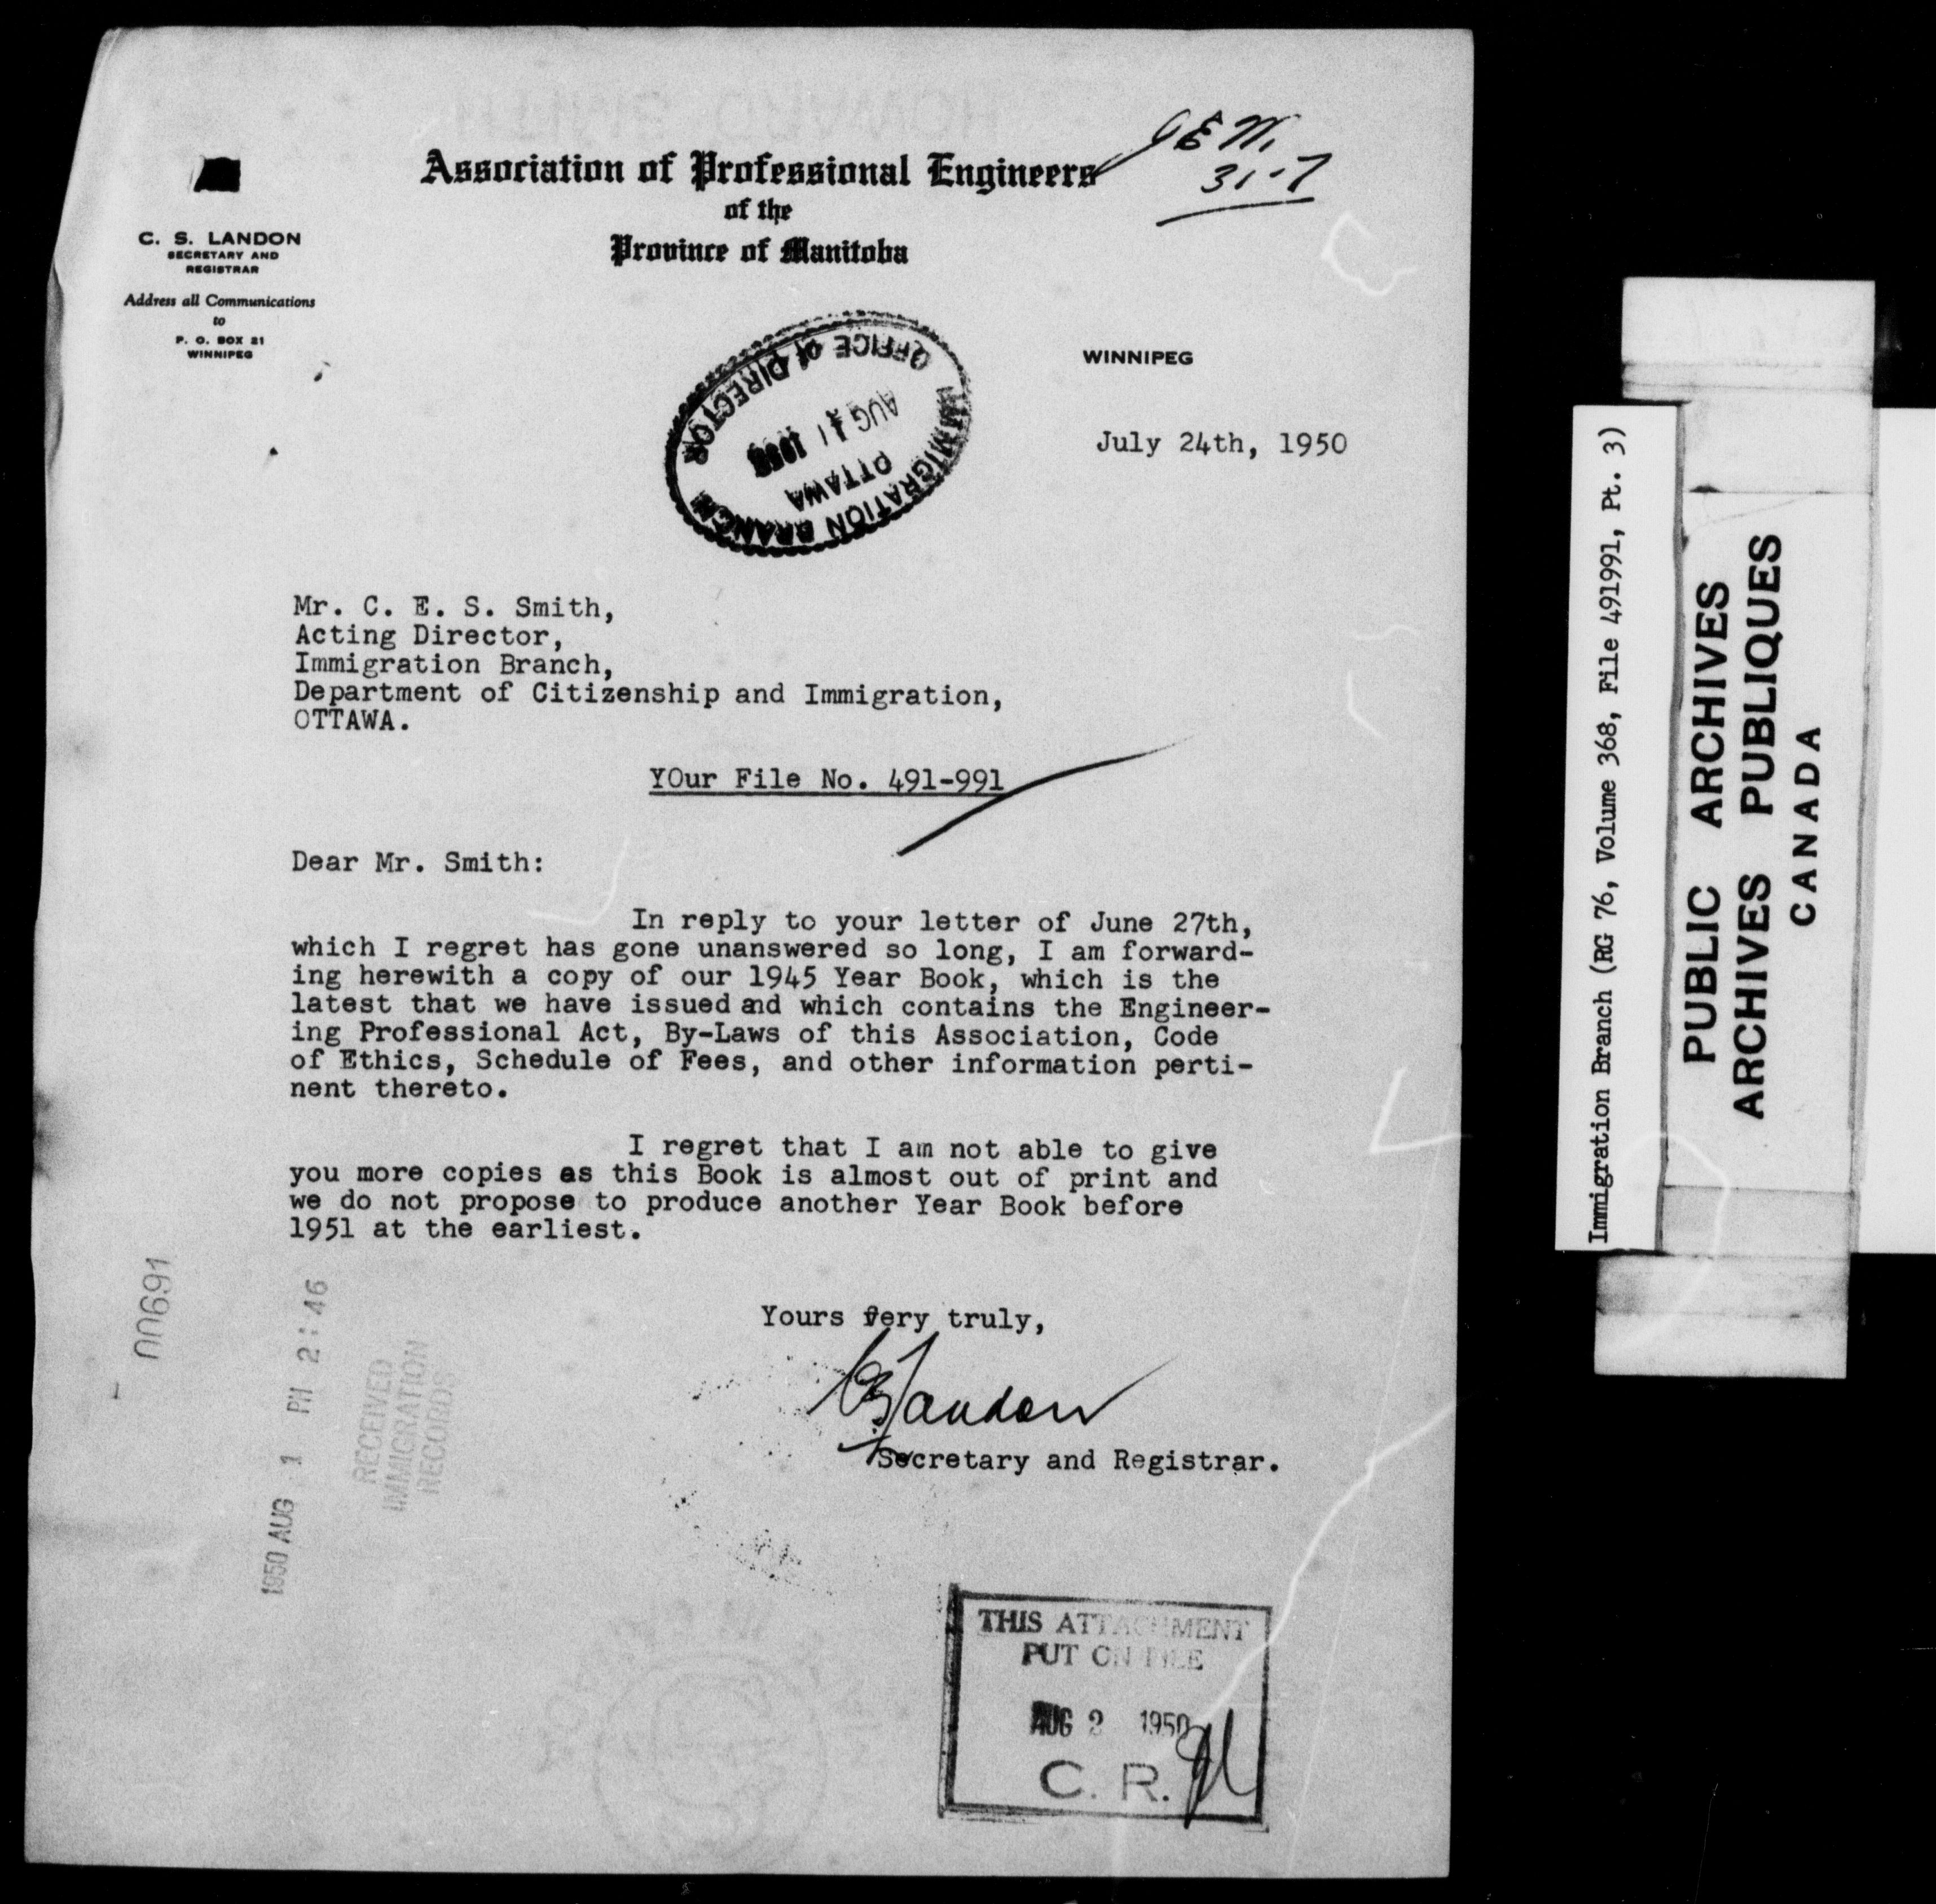 Association of Professional Engineers
of the
Province of Manitoba
31-7
C. S. LANDON
SECRETARY AND
REGISTRAR
Address all Communications
to
P. O. BOX 21
WINNIPEG
OFFICE of DIRECTOR
AUG 1 1950
OTTAWA
IMMIGRATION BRANCH
WINNIPEG
July 24th, 1950
Mr. C. E. S. Smith,
Acting Director,
Immigration Branch,
Department of Citizenship and Immigration,
OTTAWA.
YOur File No. 491-991
Dear Mr. Smith:
In reply to your letter of June 27th,
which I regret has gone unanswered so long, I am forward-
ing herewith a copy of our 1945 Year Book, which is the
latest that we have issued and which contains the Engineer-
ing Professional Act, By-Laws of this Association, Code
of Ethics, Schedule of Fees, and other information perti-
nent thereto.
I regret that I am not able to give
you more copies as this Book is almost out of print and
we do not propose to produce another Year Book before
1951 at the earliest.
Yours very truly,
CSLandon
Secretary and Registrar.
00691
1950 AUG 1 PM 2:46
RECEIVED
IMMIGRATION
RECORDS
THIS ATTACHMENT
PUT ON FILE
AUG 2 1950
C. R.
Immigration Branch (RG 76, Volume 368, File 491991, Pt. 3)
PUBLIC ARCHIVES
ARCHIVES PUBLIQUES
CANADA